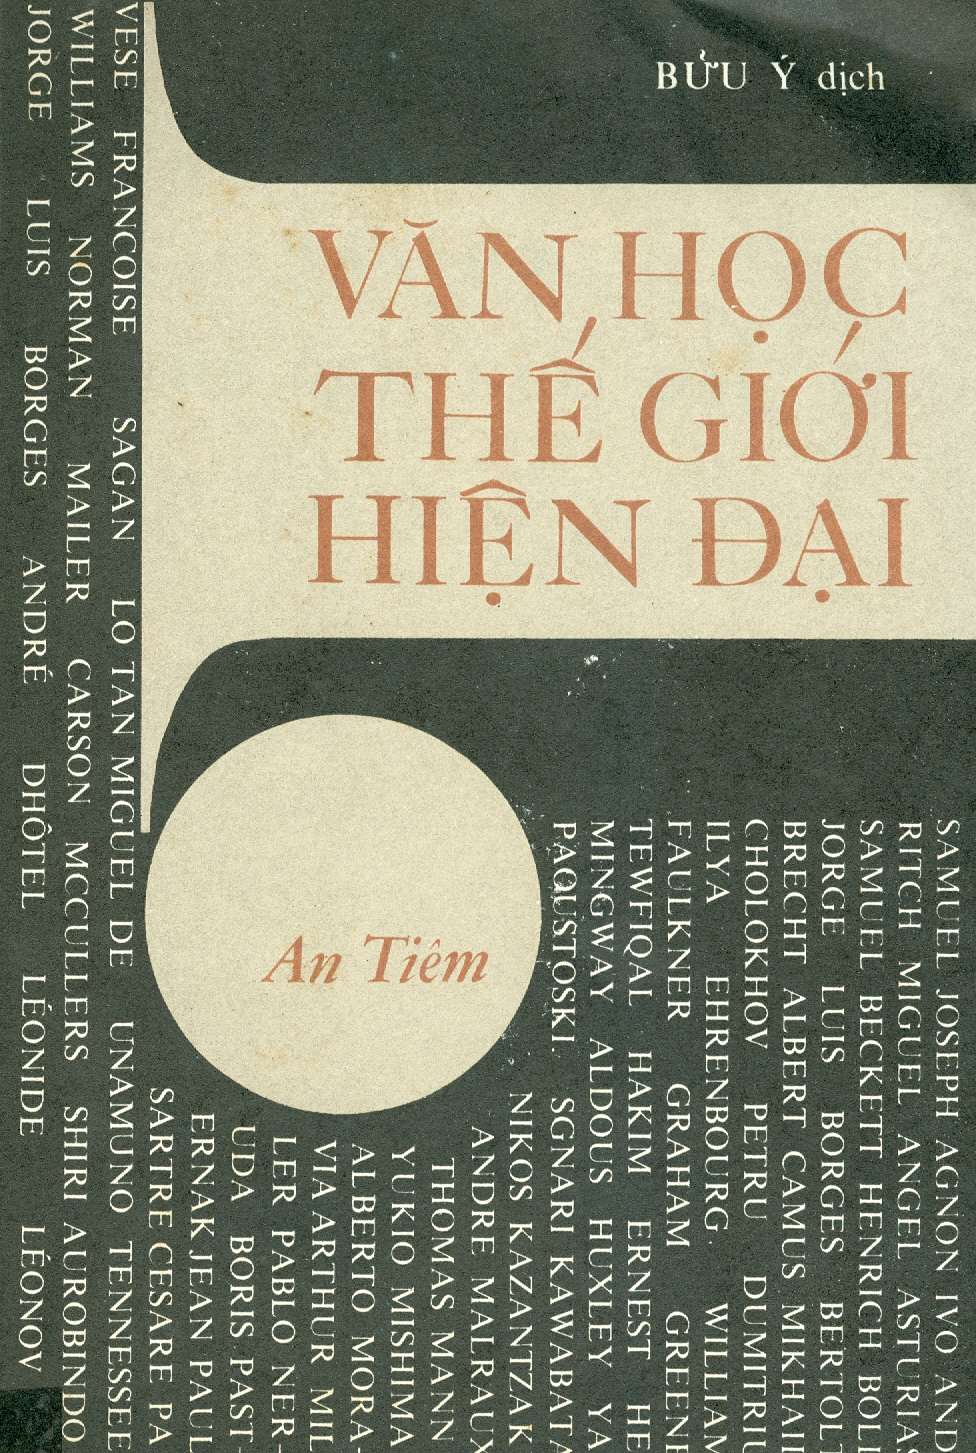 BỬU Ý dịch
VĂN HỌC
THẾ GIỚI
HIỆN ĐẠI
An Tiêm
SAMUEL JOSEPH AGNON IVO AND
RITCH MIGUEL ANGEL ASTURIA
SAMUEL BECKETT HENRICH BOLL
JORGE LUIS BORGES BERTOL
BRECHT ALBERT CAMUS MIKHAI
CHOLOKHOV PETRU DUMITRIU
ILYA EHRENBOURG. WILLIAM
FAULKNER GRAHAM GREENE
TEWFIQAL HAKIM ERNEST HE
MINGWAY ALDOUS HUXLEY YA
PAOUSTOSKI. SGNARI KAWABATA
NIKOS KAZANTZAK
ANDRE MALRAUX
THOMAS MANN
YUKIO MISHIMA
ALBERTO MORA-
VIA ARTHUR MIL
LER PABLO NER-
UDA BORIS PAST-
ERNAK JEAN PAUL
SARTRE CESARE PA
VESE FRANCOISE SAGAN LO TAN MIGUEL DE UNAMUNO TENNESSEE
WILLIAMS NORMAN MAILER CARSON MCCULLERS SHIRI AUROBINDO
JORGE LUIS BORGES ANDRÉ DHÔTEL LÉONIDE LÉONOV